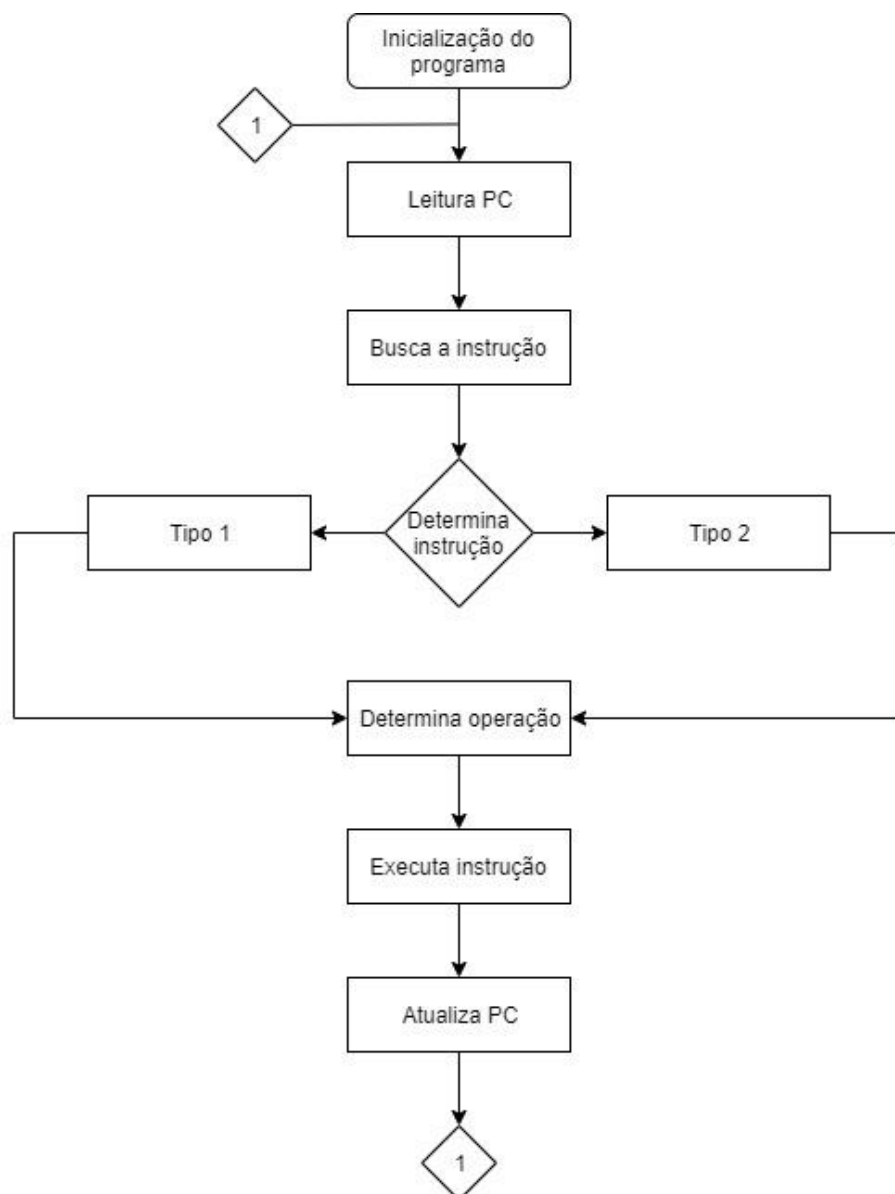 Inicialização do
programa
1
Leitura PC
Busca a instrução
Tipo 1
Determina
instrução
Tipo 2
Determina operação
Executa instrução
Atualiza PC
1